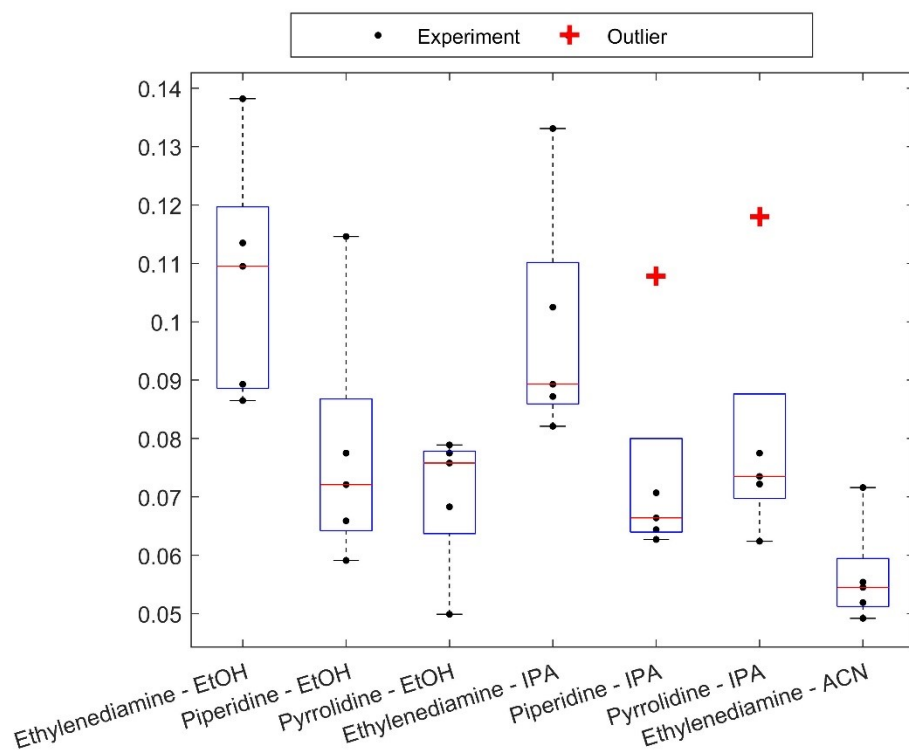 Experiment Outlier
0.14
0.13
0.12
0.11
0.1
0.09
0.08
0.07
0.06
0.05
Ethylenediamine - EtOH
Piperidine - EtOH
Pyrrolidine - EtOH
Ethylenediamine - IPA
Piperidine - IPA
Pyrrolidine - IPA
Ethylenediamine - ACN